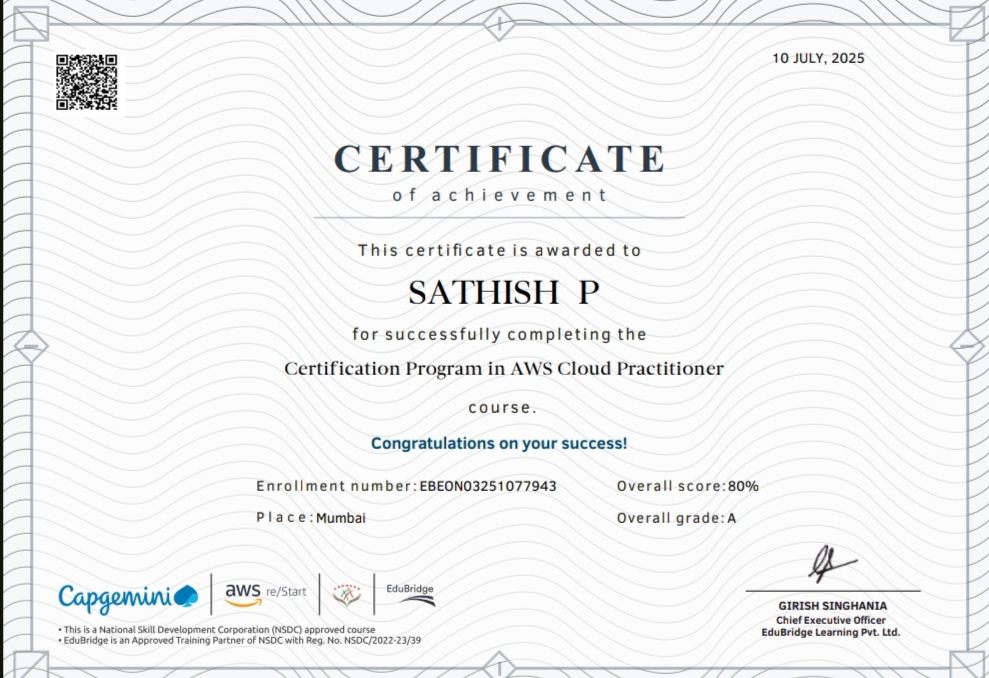 10 JULY, 2025
CERTIFICATE
of achievement
This certificate is awarded to
SATHISH P
for successfully completing the
Certification Program in AWS Cloud Practitioner
course.
Congratulations on your success!
Enrollment number: EBEON03251077943 Overall score: 80%
Place: Mumbai Overall grade: A
Capgemini aws re/Start EduBridge
• This is a National Skill Development Corporation (NSDC) approved course
• EduBridge is an Approved Training Partner of NSDC with Reg. No. NSDC/2022-23/39
GIRISH SINGHANIA
Chief Executive Officer
EduBridge Learning Pvt. Ltd.